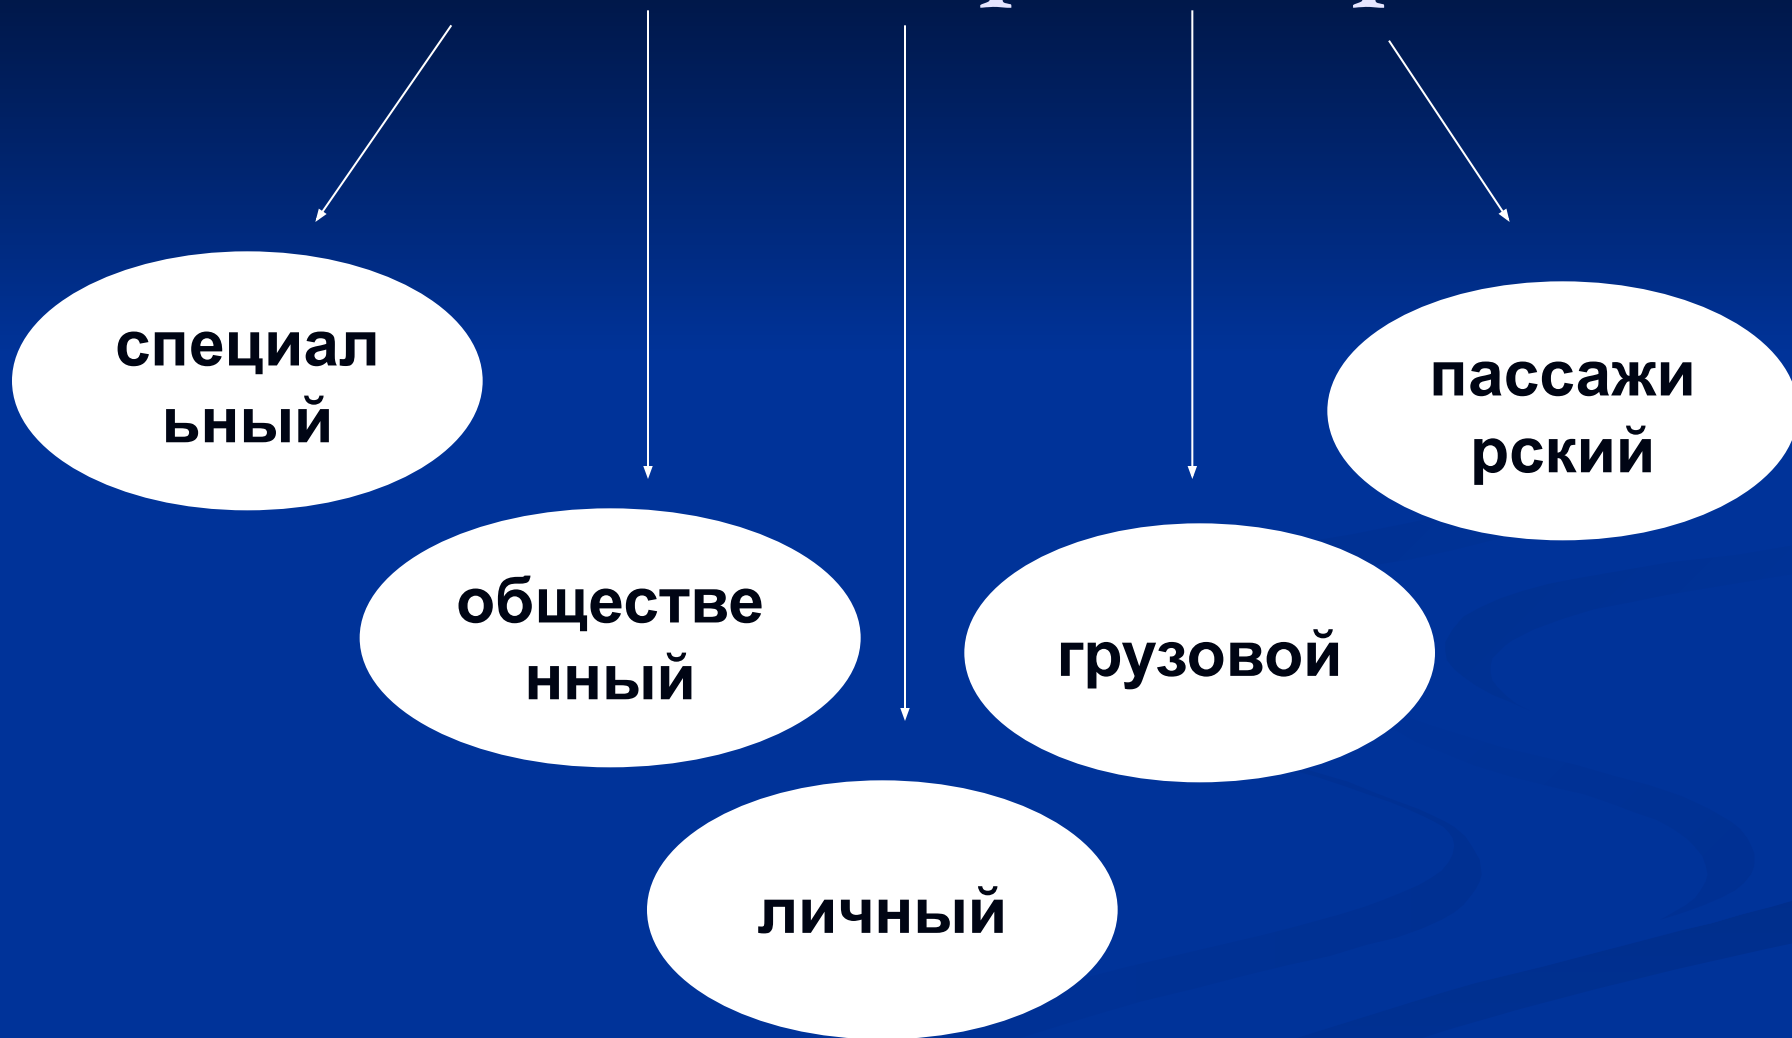 специал
ьный
обществе
нный
личный
грузовой
пассажи
рский